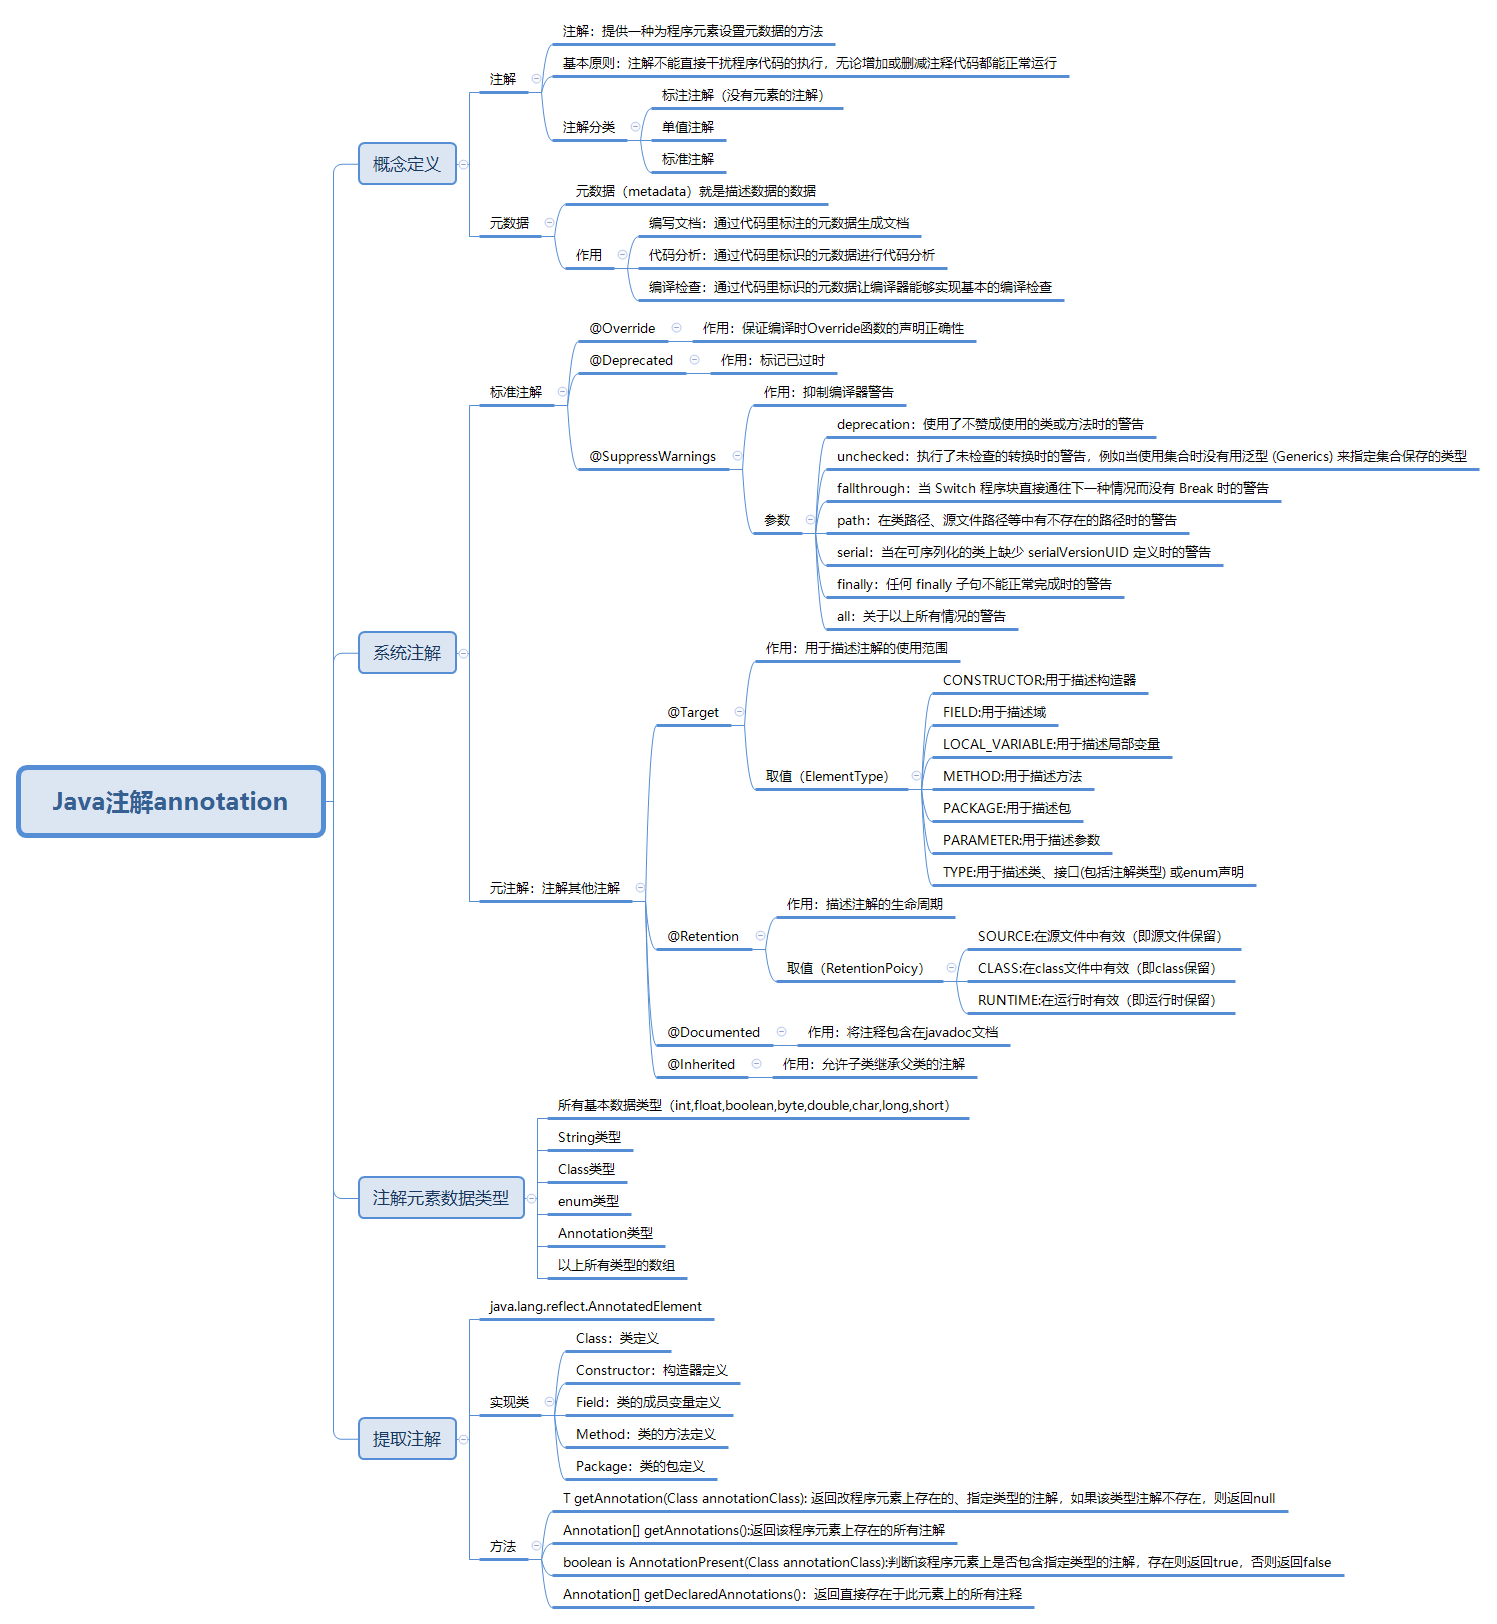 Java注解annotation
概念定义
注解
注解：提供一种为程序元素设置元数据的方法
基本原则：注解不能直接干扰程序代码的执行，无论增加或删减注释代码都能正常运行
注解分类
标注注解（没有元素的注解）
单值注解
标准注解
元数据
元数据（metadata）就是描述数据的数据
作用
编写文档：通过代码里标注的元数据生成文档
代码分析：通过代码里标识的元数据进行代码分析
编译检查：通过代码里标识的元数据让编译器能够实现基本的编译检查
系统注解
标准注解
@Override
作用：保证编译时Override函数的声明正确性
@Deprecated
作用：标记已过时
@SuppressWarnings
作用：抑制编译器警告
参数
deprecation：使用了不赞成使用的类或方法时的警告
unchecked：执行了未检查的转换时的警告，例如当使用集合时没有用泛型 (Generics) 来指定集合保存的类型
fallthrough：当 Switch 程序块直接通往下一种情况而没有 Break 时的警告
path：在类路径、源文件路径等中有不存在的路径时的警告
serial：当在可序列化的类上缺少 serialVersionUID 定义时的警告
finally：任何 finally 子句不能正常完成时的警告
all：关于以上所有情况的警告
元注解：注解其他注解
@Target
作用：用于描述注解的使用范围
取值（ElementType）
CONSTRUCTOR:用于描述构造器
FIELD:用于描述域
LOCAL_VARIABLE:用于描述局部变量
METHOD:用于描述方法
PACKAGE:用于描述包
PARAMETER:用于描述参数
TYPE:用于描述类、接口(包括注解类型) 或enum声明
@Retention
作用：描述注解的生命周期
取值（RetentionPoicy）
SOURCE:在源文件中有效（即源文件保留）
CLASS:在class文件中有效（即class保留）
RUNTIME:在运行时有效（即运行时保留）
@Documented
作用：将注释包含在javadoc文档
@Inherited
作用：允许子类继承父类的注解
注解元素数据类型
所有基本数据类型（int,float,boolean,byte,double,char,long,short）
String类型
Class类型
enum类型
Annotation类型
以上所有类型的数组
提取注解
java.lang.reflect.AnnotatedElement
实现类
Class：类定义
Constructor：构造器定义
Field：类的成员变量定义
Method：类的方法定义
Package：类的包定义
方法
T getAnnotation(Class annotationClass): 返回改程序元素上存在的、指定类型的注解，如果该类型注解不存在，则返回null
Annotation[] getAnnotations():返回该程序元素上存在的所有注解
boolean is AnnotationPresent(Class annotationClass):判断该程序元素上是否包含指定类型的注解，存在则返回true，否则返回false
Annotation[] getDeclaredAnnotations()：返回直接存在于此元素上的所有注释